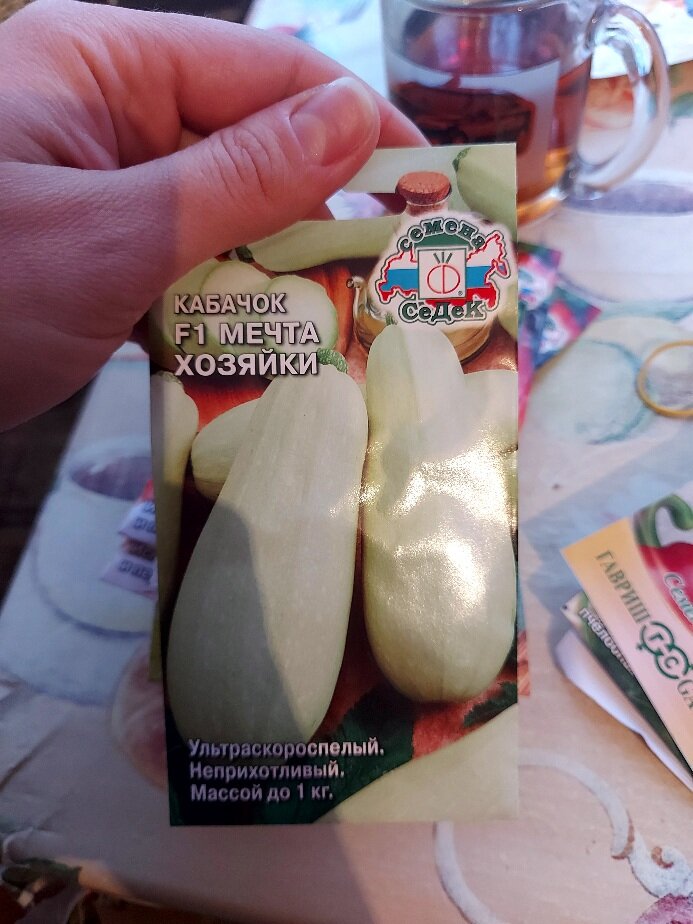 семена
СеДеК
КАБАЧОК
F1 МЕЧТА
ХОЗЯЙКИ
Ультраскороспелый.
Неприхотливый.
Массой до 1 кг.
ГАВРИШ